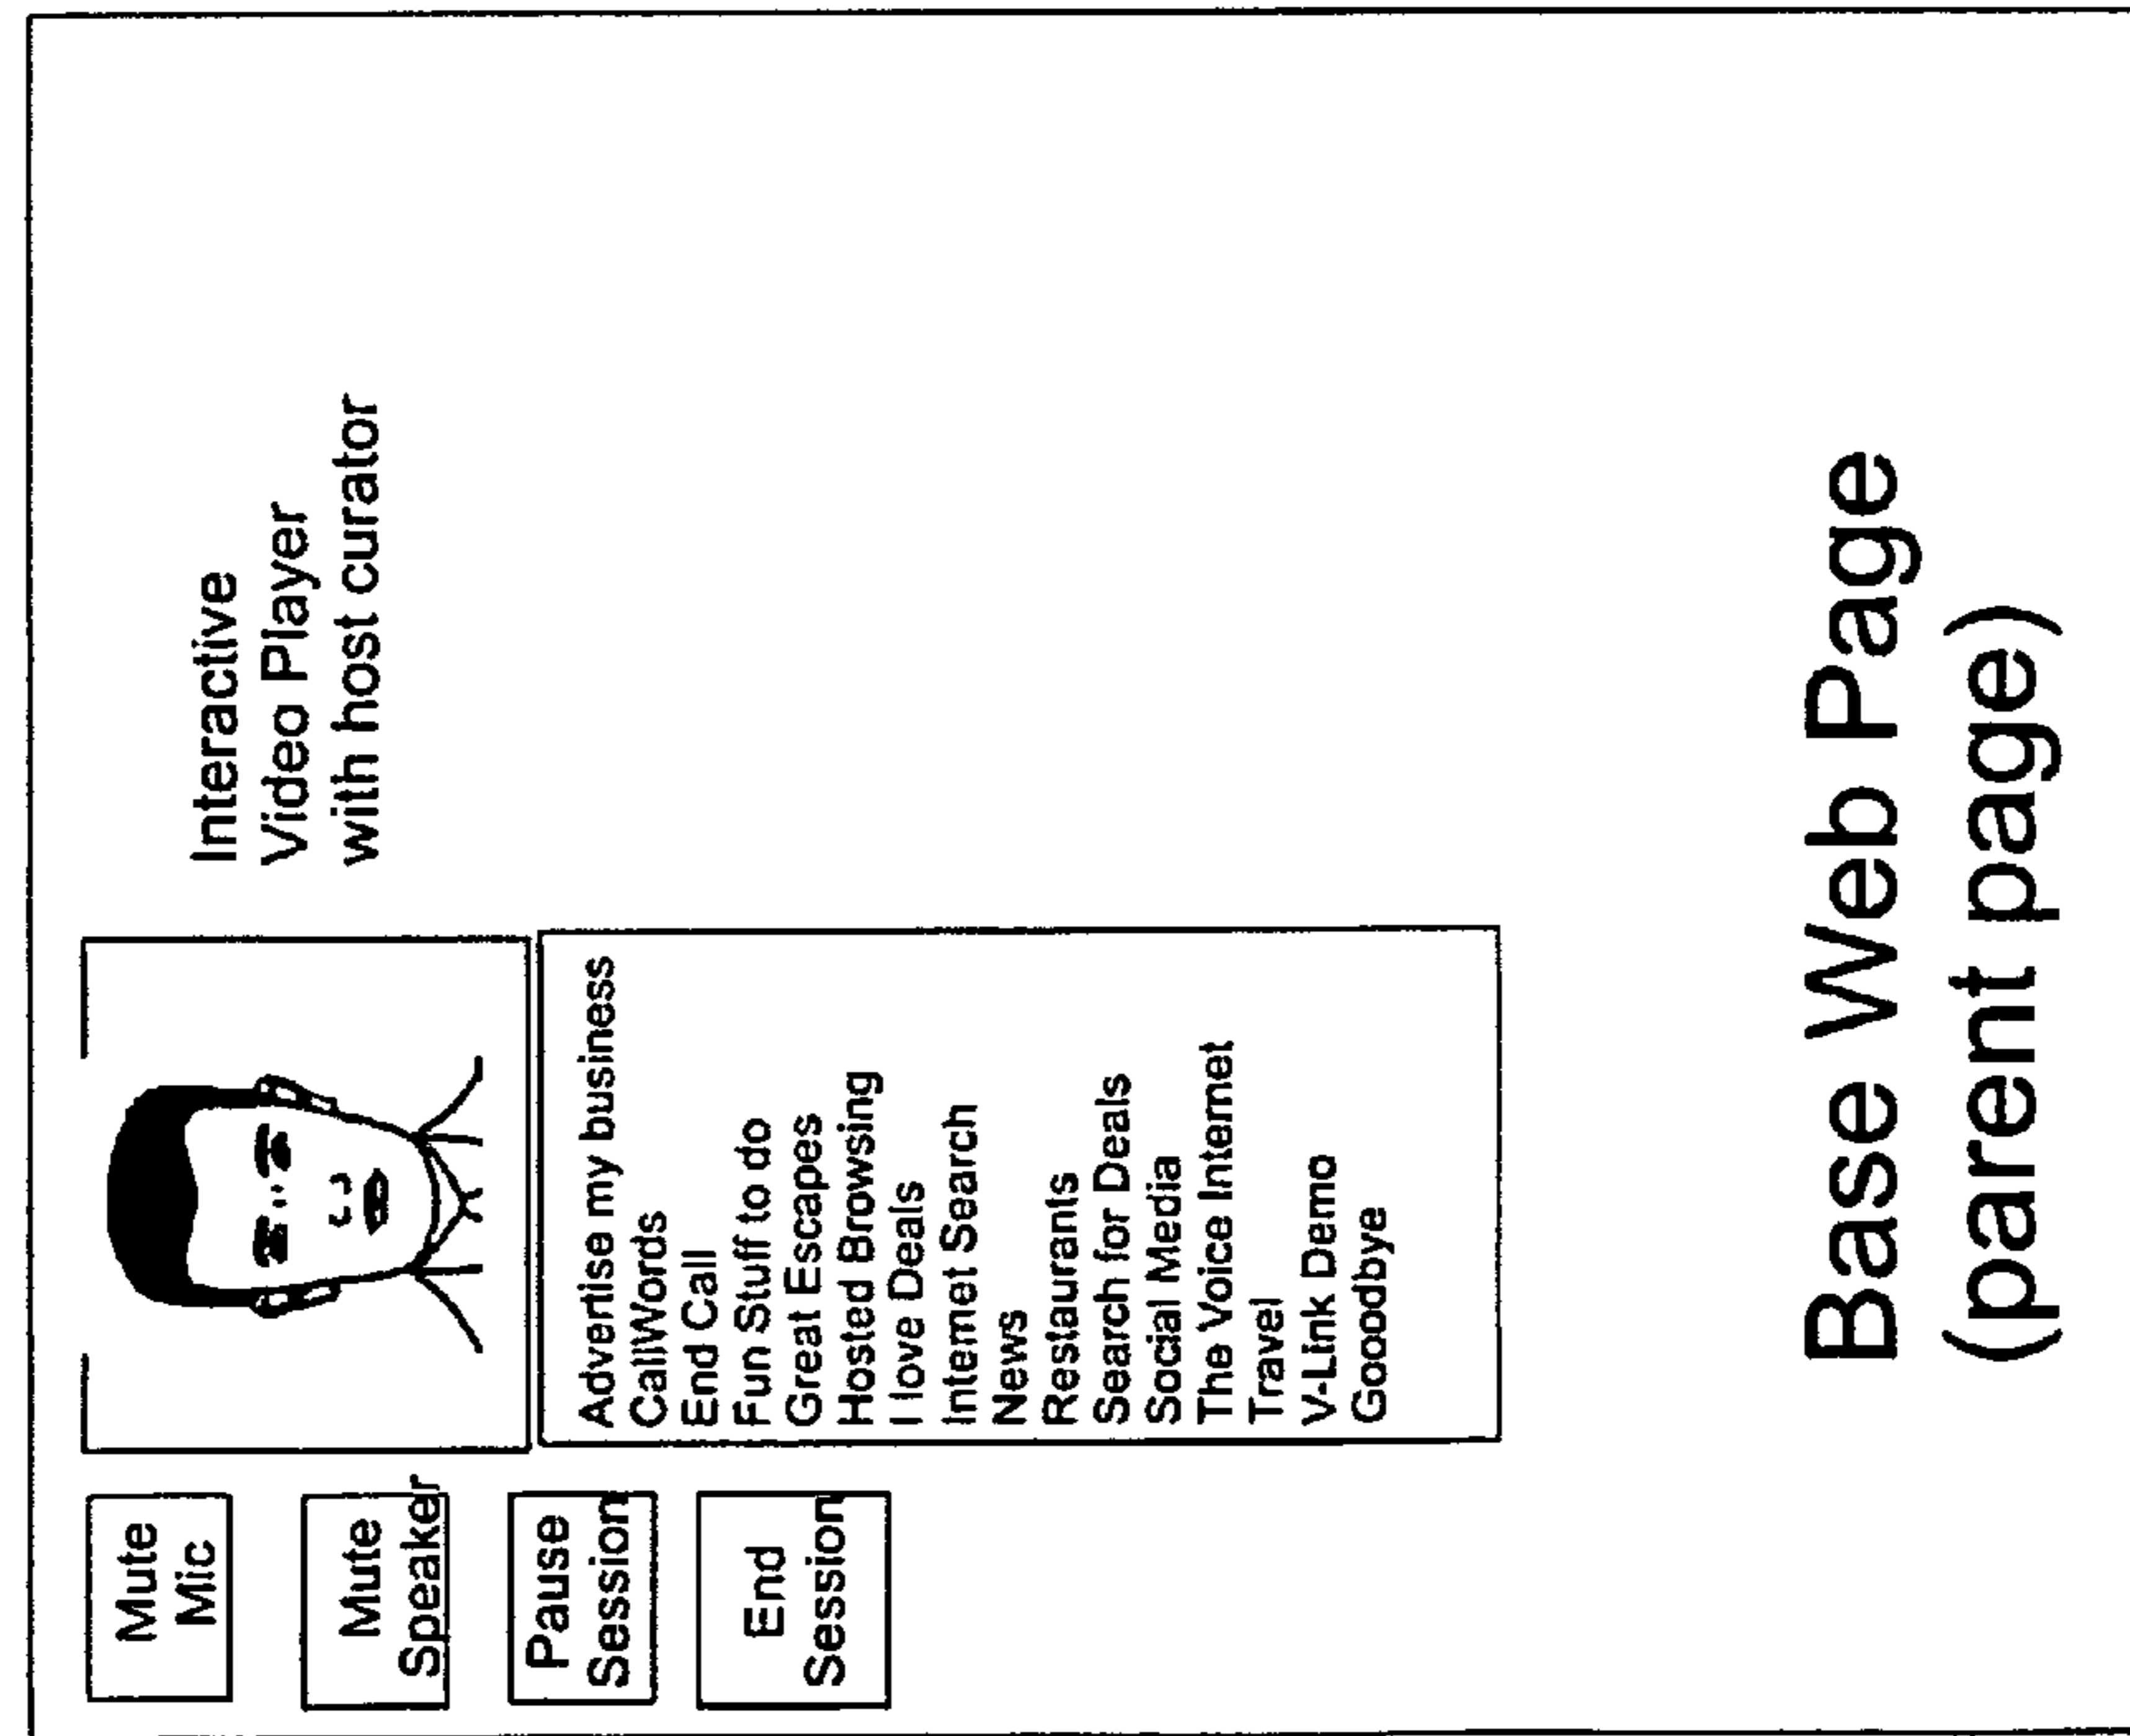 Mute
Mic
Mute
Speaker
Pause
Session
End
Session
Interactive
Video Player
with host curator
Advertise my business
CallWords
End Call
Fun Stuff to do
Great Escapes
Hosted Browsing
I love Deals
Internet Search
News
Restaurants
Search for Deals
Social Media
The Voice Internet
Travel
V-Link Demo
Goodbye
Base Web Page
(parent page)